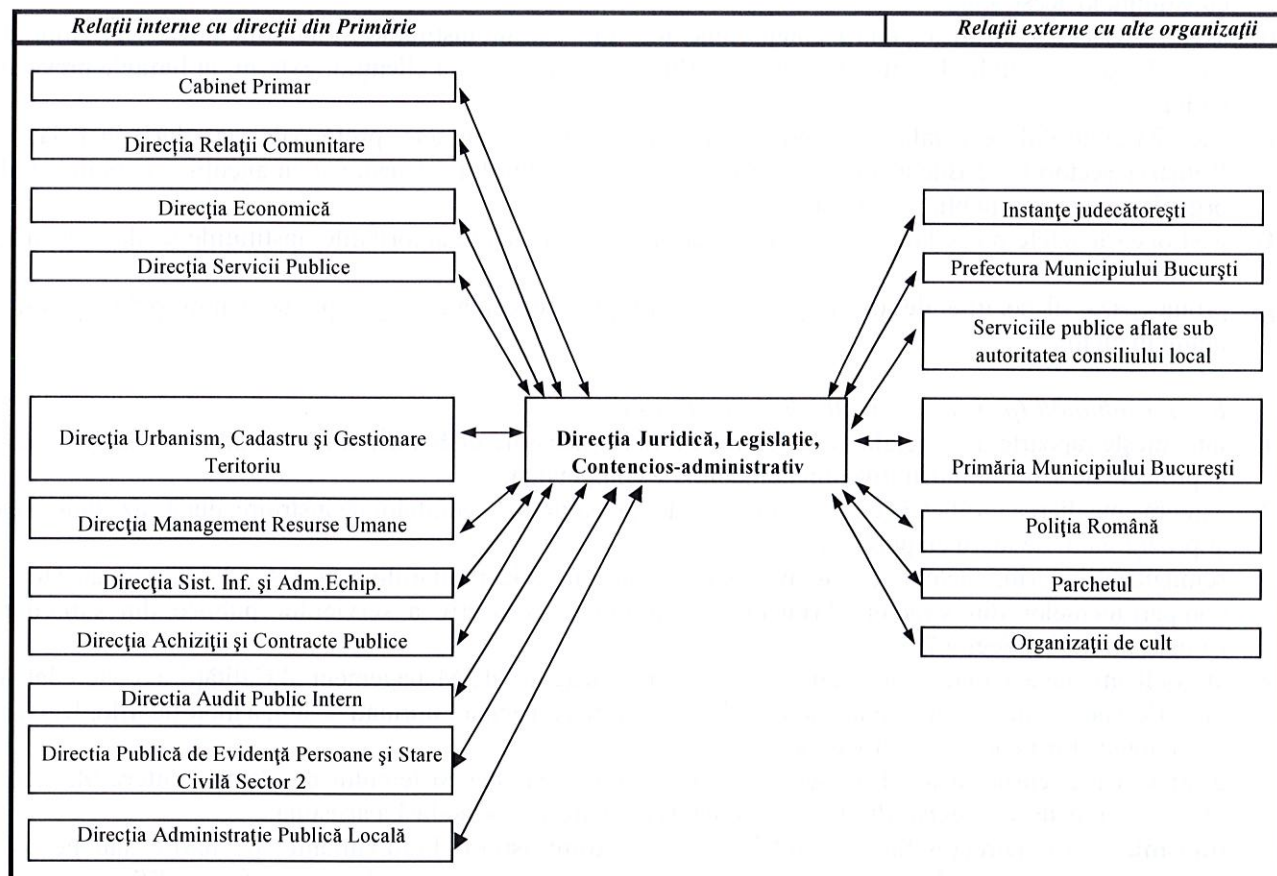 Relaţii interne cu direcţii din Primărie
Relaţii externe cu alte organizaţii
Cabinet Primar
Direcţia Relaţii Comunitare
Direcţia Economică
Direcţia Servicii Publice
Direcţia Urbanism, Cadastru şi Gestionare
Teritoriu
Direcţia Management Resurse Umane
Direcţia Sist. Inf. şi Adm.Echip.
Direcţia Achiziţii şi Contracte Publice
Directia Audit Public Intern
Directia Publică de Evidenţă Persoane şi Stare
Civilă Sector 2
Direcţia Administraţie Publică Locală
Direcţia Juridică, Legislaţie,
Contencios-administrativ
Instanţe judecătoreşti
Prefectura Municipiului Bucurşti
Serviciile publice aflate sub
autoritatea consiliului local
Primăria Municipiului Bucureşti
Poliţia Română
Parchetul
Organizaţii de cult